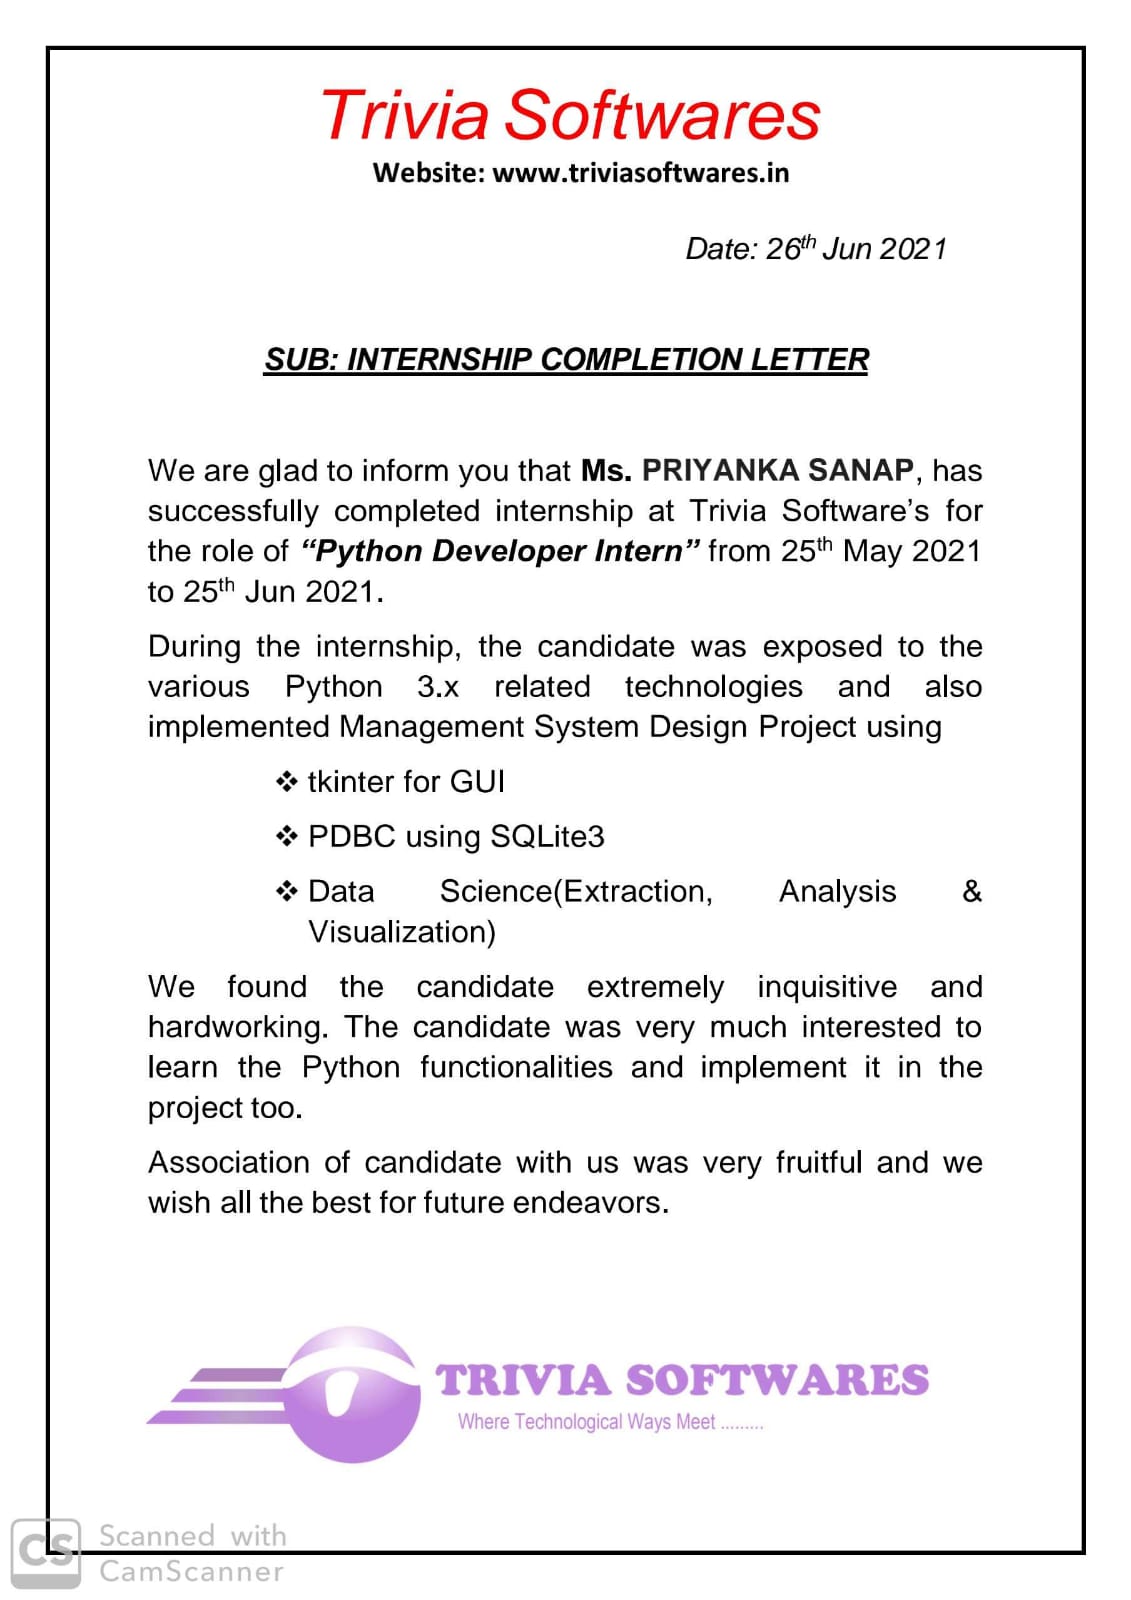 Trivia Softwares
Website: www.triviasoftwares.in
Date: 26th Jun 2021
SUB: INTERNSHIP COMPLETION LETTER
We are glad to inform you that Ms. PRIYANKA SANAP, has
successfully completed internship at Trivia Software’s for
the role of “Python Developer Intern” from 25th May 2021
to 25th Jun 2021.
During the internship, the candidate was exposed to the
various Python 3.x related technologies and also
implemented Management System Design Project using
❖ tkinter for GUI
❖ PDBC using SQLite3
❖ Data Science(Extraction, Analysis &
Visualization)
We found the candidate extremely inquisitive and
hardworking. The candidate was very much interested to
learn the Python functionalities and implement it in the
project too.
Association of candidate with us was very fruitful and we
wish all the best for future endeavors.
TRIVIA SOFTWARES
Where Technological Ways Meet .........
CS Scanned with
CamScanner